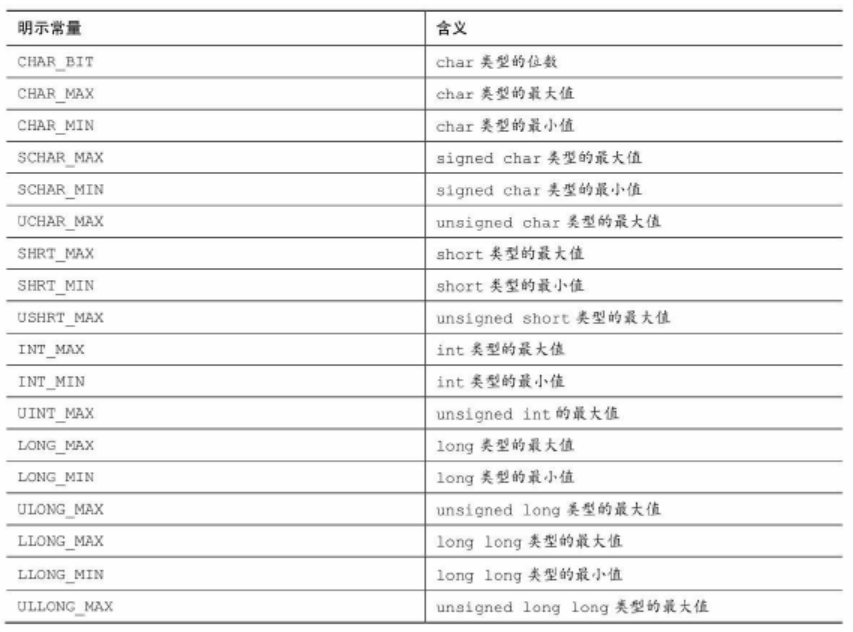 明示常量 含义
CHAR_BIT char 类型的位数
CHAR_MAX char 类型的最大值
CHAR_MIN char 类型的最小值
SCHAR_MAX signed char 类型的最大值
SCHAR_MIN signed char 类型的最小值
UCHAR_MAX unsigned char 类型的最大值
SHRT_MAX short 类型的最大值
SHRT_MIN short 类型的最小值
USHRT_MAX unsigned short 类型的最大值
INT_MAX int 类型的最大值
INT_MIN int 类型的最小值
UINT_MAX unsigned int 的最大值
LONG_MAX long 类型的最大值
LONG_MIN long 类型的最小值
ULONG_MAX unsigned long 类型的最大值
LLONG_MAX long long 类型的最大值
LLONG_MIN long long 类型的最小值
ULLONG_MAX unsigned long long 类型的最大值